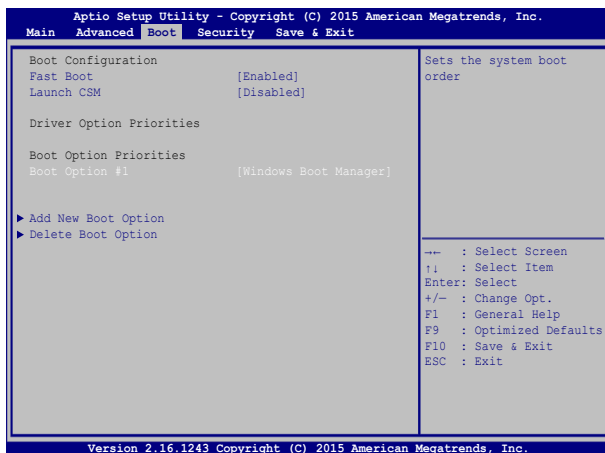 Aptio Setup Utility - Copyright (C) 2015 American Megatrends, Inc.
Main Advanced Boot Security Save & Exit
Boot Configuration
Fast Boot [Enabled]
Launch CSM [Disabled]
Driver Option Priorities
Boot Option Priorities
Boot Option #1 [Windows Boot Manager]
▶ Add New Boot Option
▶ Delete Boot Option
Sets the system boot
order
→← : Select Screen
↑↓ : Select Item
Enter: Select
+/— : Change Opt.
F1 : General Help
F9 : Optimized Defaults
F10 : Save & Exit
ESC : Exit
Version 2.16.1243 Copyright (C) 2015 American Megatrends, Inc.